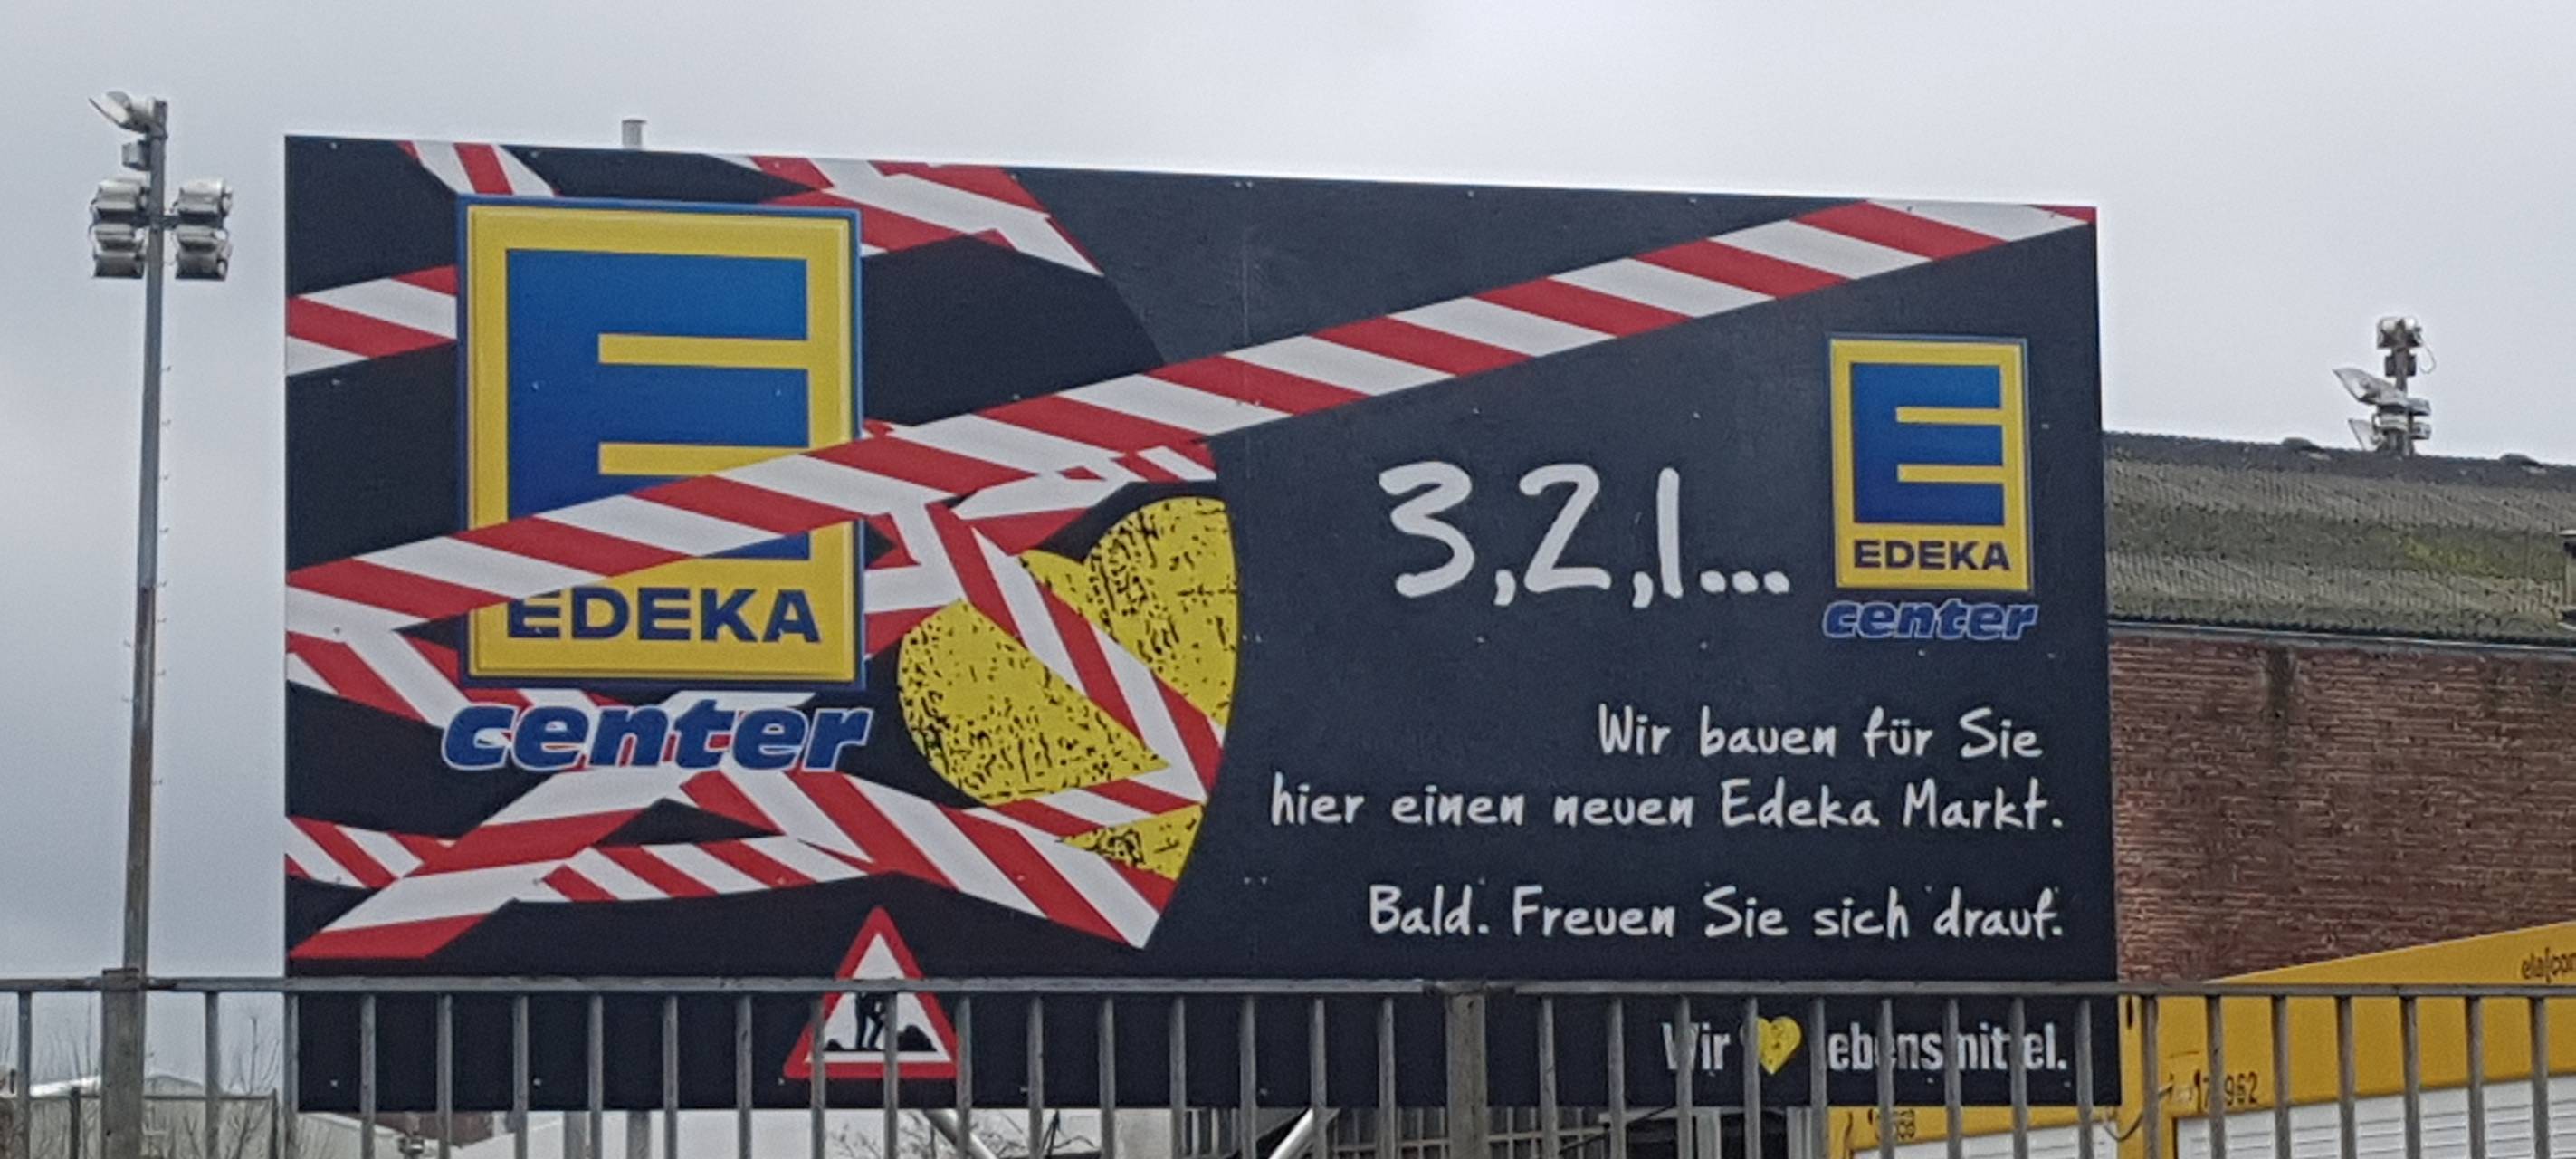 EDEKA
center
3,2,1...
EDEKA
center
Wir bauen für Sie
hier einen neuen Edeka Markt.
Bald. Freuen Sie sich drauf.
Wir Lebensmittel.